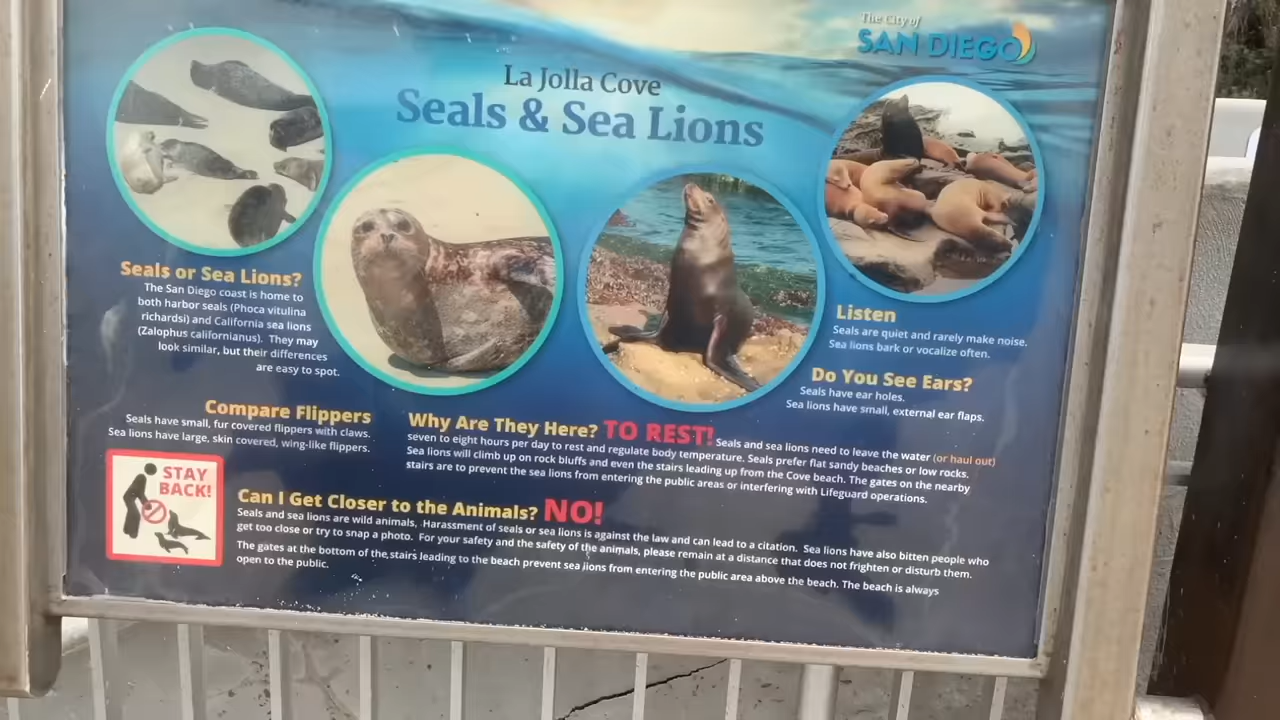 The City of
SAN DIEGO
La Jolla Cove
Seals & Sea Lions
Seals or Sea Lions?
The San Diego coast is home to
both harbor seals (Phoca vitulina
richardsi) and California sea lions
(Zalophus californianus). They may
look similar, but their differences
are easy to spot.
Listen
Seals are quiet and rarely make noise.
Sea lions bark or vocalize often.
Do You See Ears?
Seals have ear holes.
Sea lions have small, external ear flaps.
Compare Flippers
Seals have small, fur covered flippers with claws.
Sea lions have large, skin covered, wing-like flippers.
Why Are They Here? TO REST! Seals and sea lions need to leave the water (or haul out)
seven to eight hours per day to rest and regulate body temperature. Seals prefer flat sandy beaches or low rocks.
Sea lions will climb up on rock bluffs and even the stairs leading up from the Cove beach. The gates on the nearby
stairs are to prevent the sea lions from entering the public areas or interfering with Lifeguard operations.
STAY
BACK!
Can I Get Closer to the Animals? NO!
Seals and sea lions are wild animals, Harassment of seals or sea lions is against the law and can lead to a citation. Sea lions have also bitten people who
get too close or try to snap a photo. For your safety and the safety of the animals, please remain at a distance that does not frighten or disturb them.
The gates at the bottom of the stairs leading to the beach prevent sea lions from entering the public area above the beach. The beach is always
open to the public.